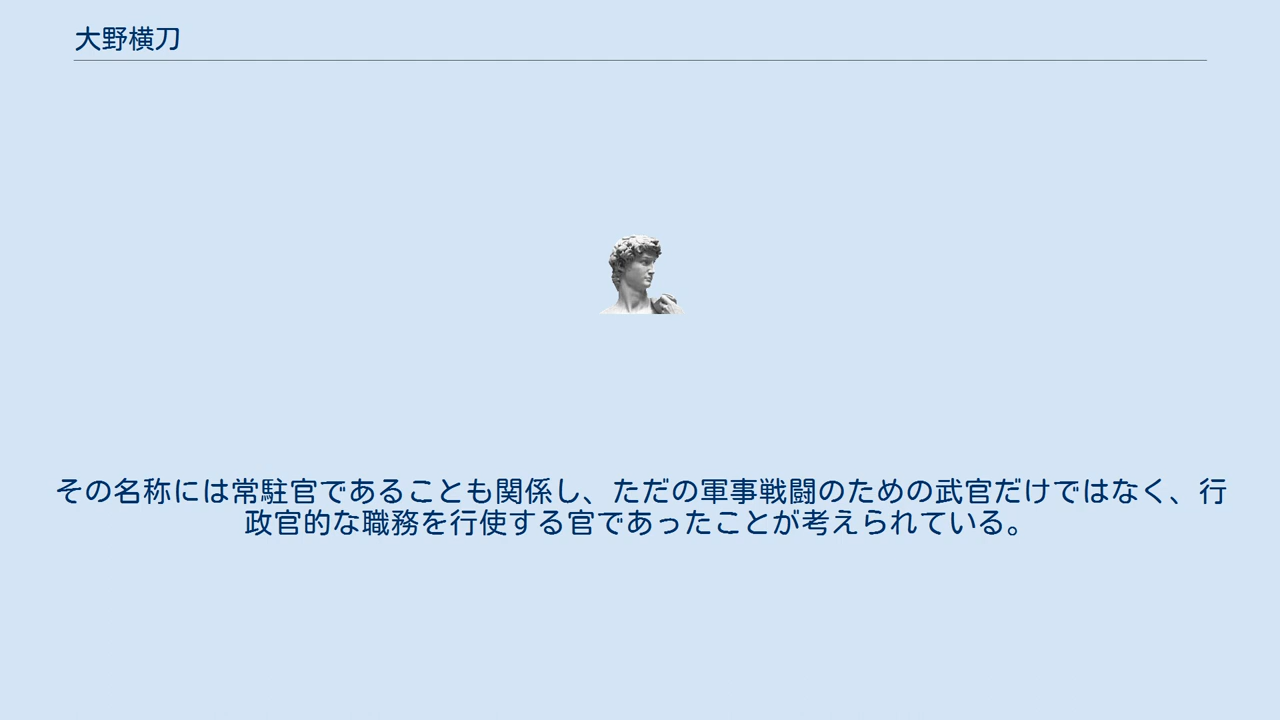 大野横刀
その名称には常駐官であることも関係し、ただの軍事戦闘のための武官だけではなく、行
政官的な職務を行使する官であったことが考えられている。